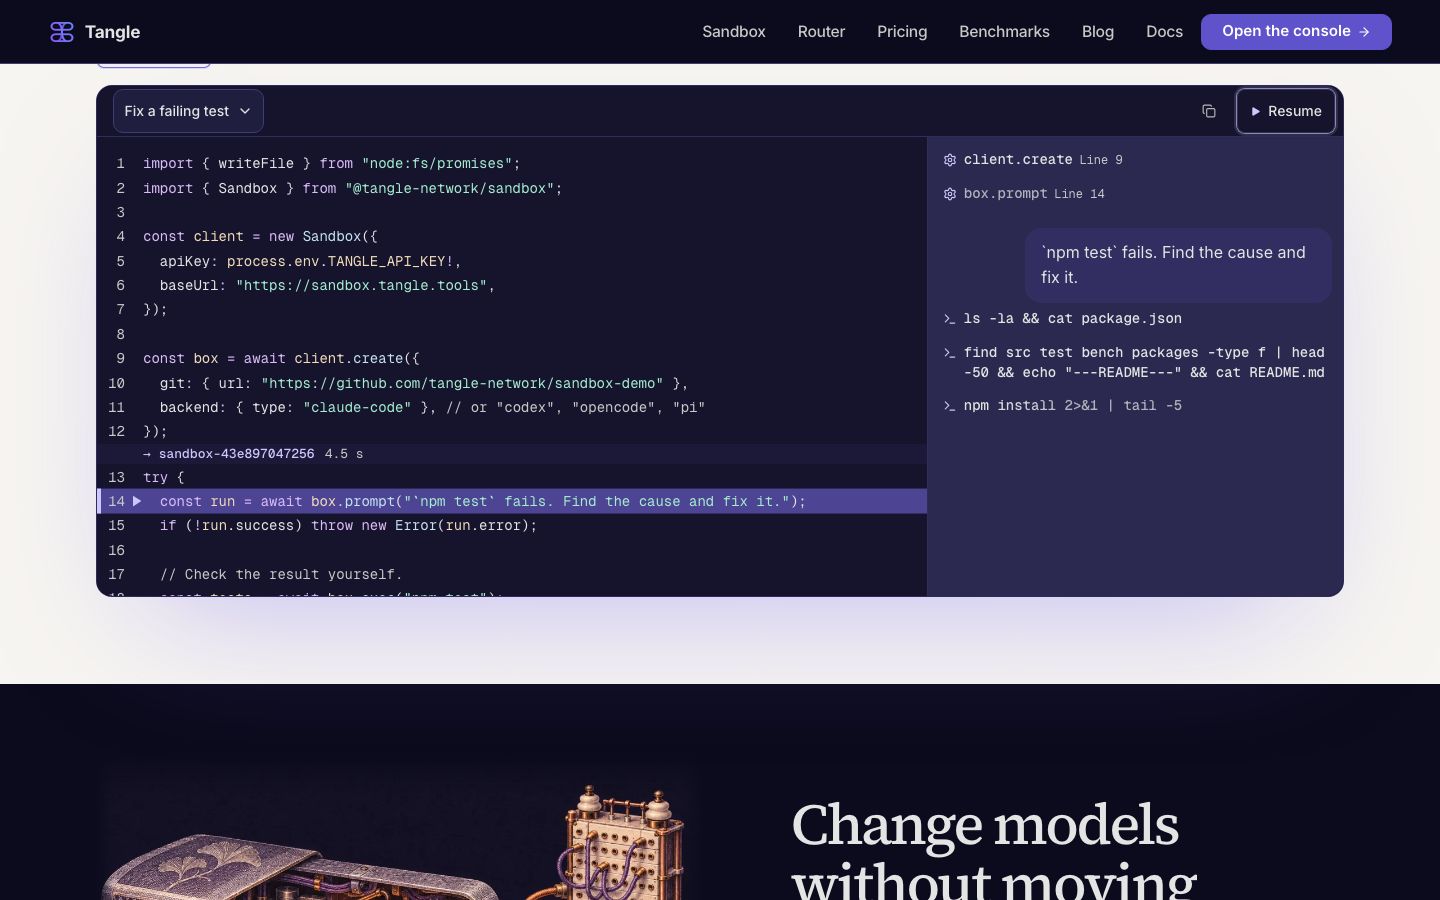 Tangle
Sandbox
Router
Pricing
Benchmarks
Blog
Docs
Open the console →
Fix a failing test
Resume
1 import { writeFile } from "node:fs/promises";
2 import { Sandbox } from "@tangle-network/sandbox";
3
4 const client = new Sandbox({
5   apiKey: process.env.TANGLE_API_KEY!,
6   baseUrl: "https://sandbox.tangle.tools",
7 });
8
9 const box = await client.create({
10   git: { url: "https://github.com/tangle-network/sandbox-demo" },
11   backend: { type: "claude-code" }, // or "codex", "opencode", "pi"
12 });
→ sandbox-43e897047256 4.5 s
13 try {
14   const run = await box.prompt("`npm test` fails. Find the cause and fix it.");
15   if (!run.success) throw new Error(run.error);
16
17   // Check the result yourself.
18   const tests = await box.exec("npm test");
client.create Line 9
box.prompt Line 14
`npm test` fails. Find the cause and
fix it.
ls -la && cat package.json
find src test bench packages -type f | head
-50 && echo "---README---" && cat README.md
npm install 2>&1 | tail -5
Change models
without moving